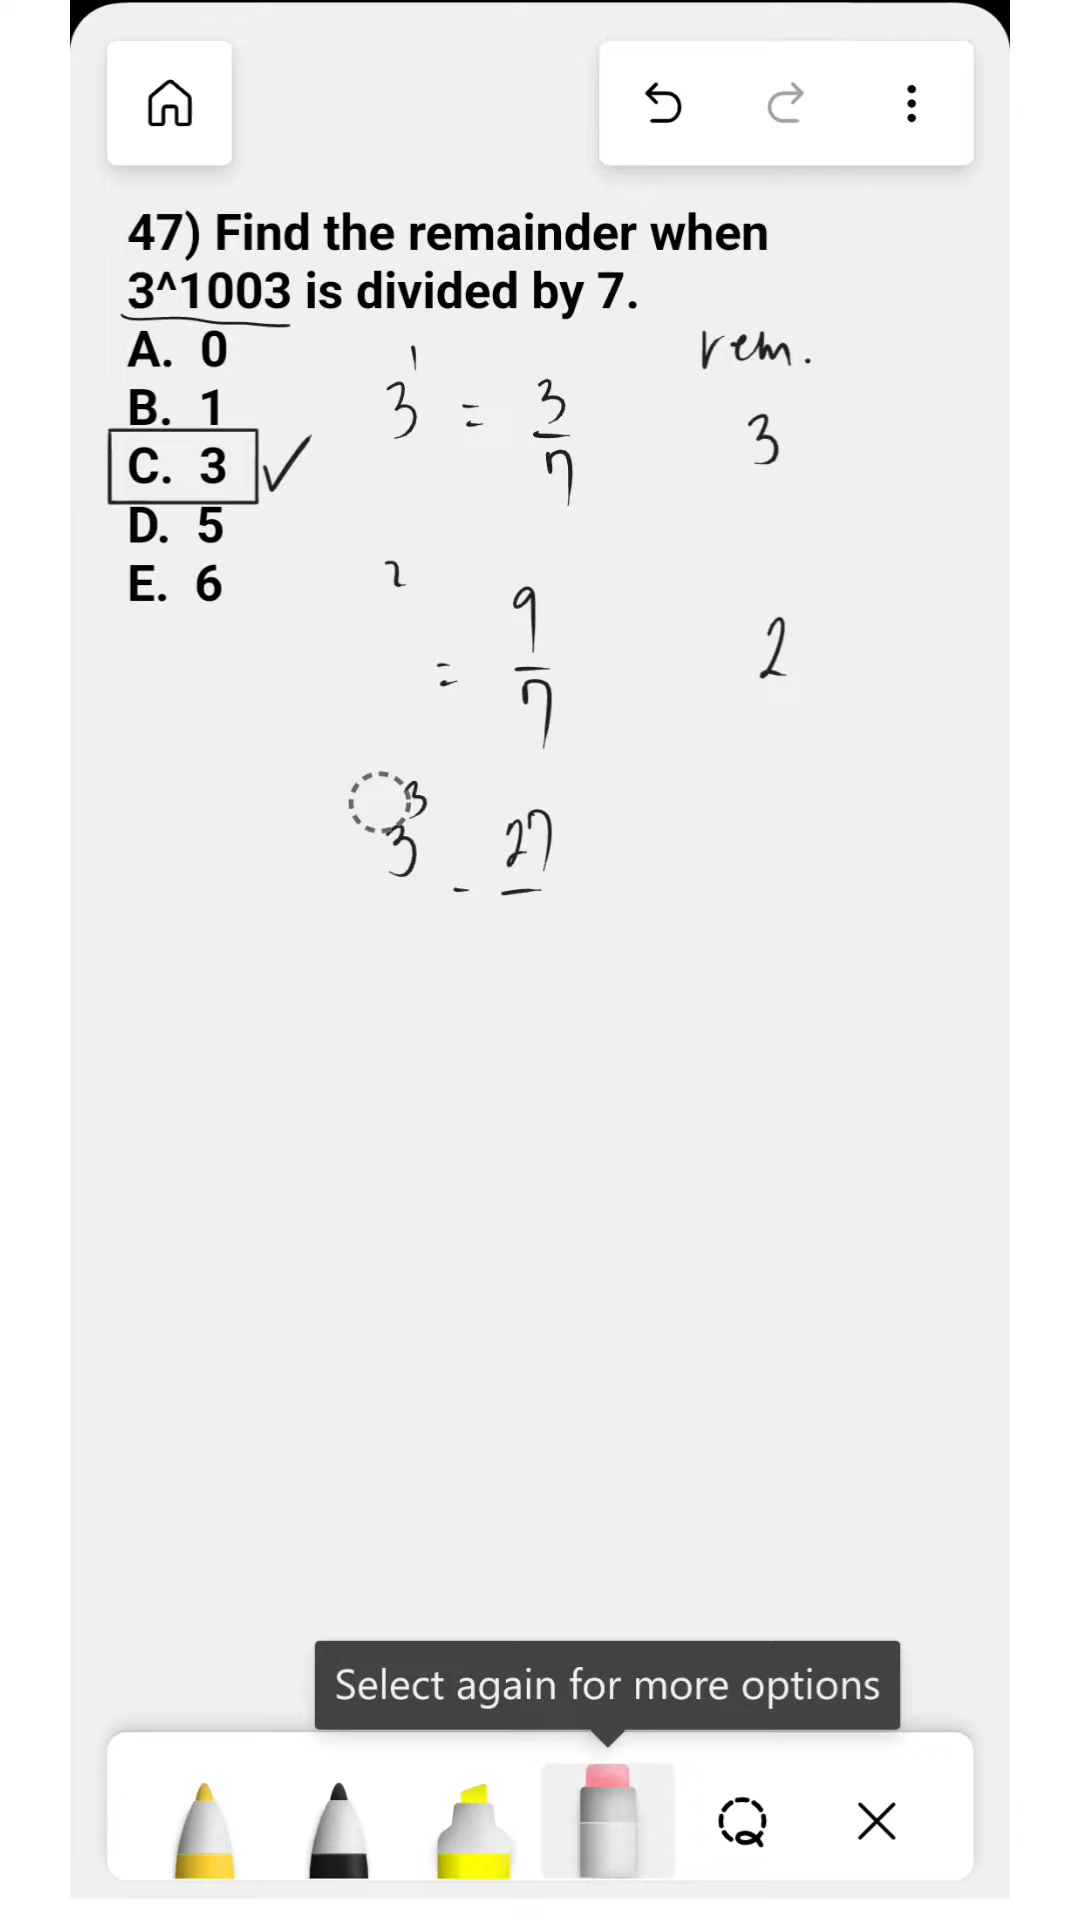 47) Find the remainder when
3^1003 is divided by 7.
A. 0
B. 1
C. 3 ✓
D. 5
E. 6
rem.
3^1 = 3/7 3
2 = 9/7 2
3^3 - 27
Select again for more options